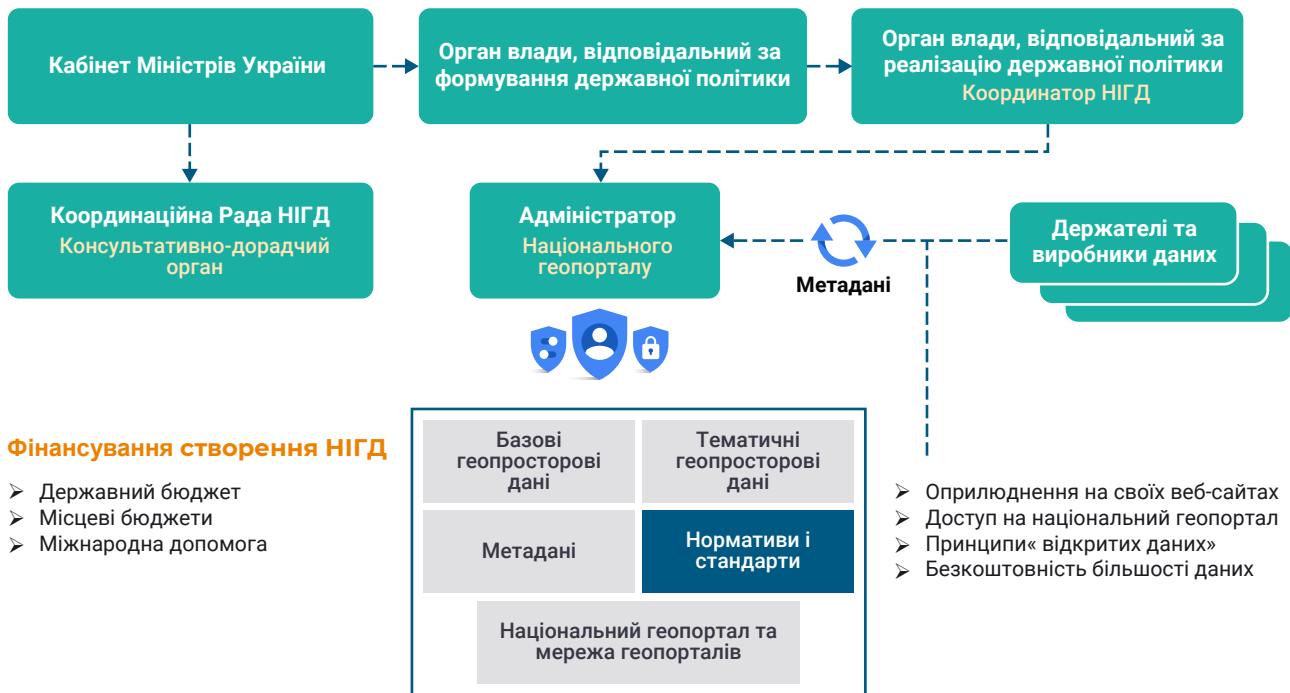 Кабінет Міністрів України
Орган влади, відповідальний за
формування державної політики
Орган влади, відповідальний за
реалізацію державної політики
Координатор НІГД
Координаційна Рада НІГД
Консультативно-дорадчий
орган
Адміністратор
Національного
геопорталу
Метадані
Держателі та
виробники даних
Фінансування створення НІГД
➢ Державний бюджет
➢ Місцеві бюджети
➢ Міжнародна допомога
Базові
геопросторові
дані
Тематичні
геопросторові
дані
Метадані
Нормативи і
стандарти
Національний геопортал та
мережа геопорталів
➢ Оприлюднення на своїх веб-сайтах
➢ Доступ на національний геопортал
➢ Принципи« відкритих даних»
➢ Безкоштовність більшості даних